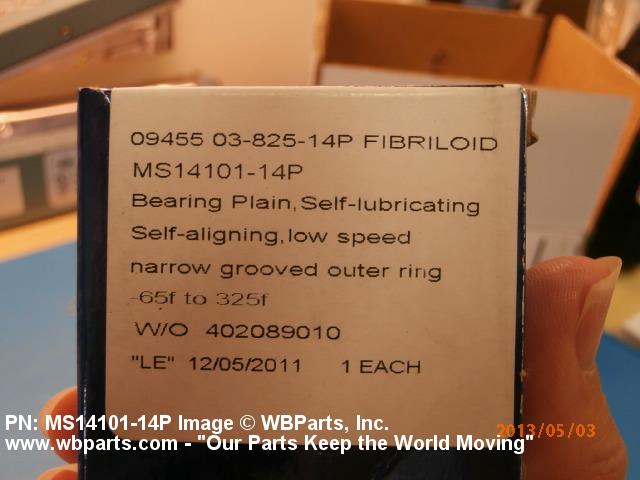 09455 03-825-14P FIBRILOID
MS14101-14P
Bearing Plain,Self-lubricating
Self-aligning,low speed
narrow grooved outer ring
-65f to 325f
W/O 402089010
"LE" 12/05/2011 1 EACH
PN: MS14101-14P Image © WBParts, Inc.
2013/05/03
www.wbparts.com - "Our Parts Keep the World Moving"